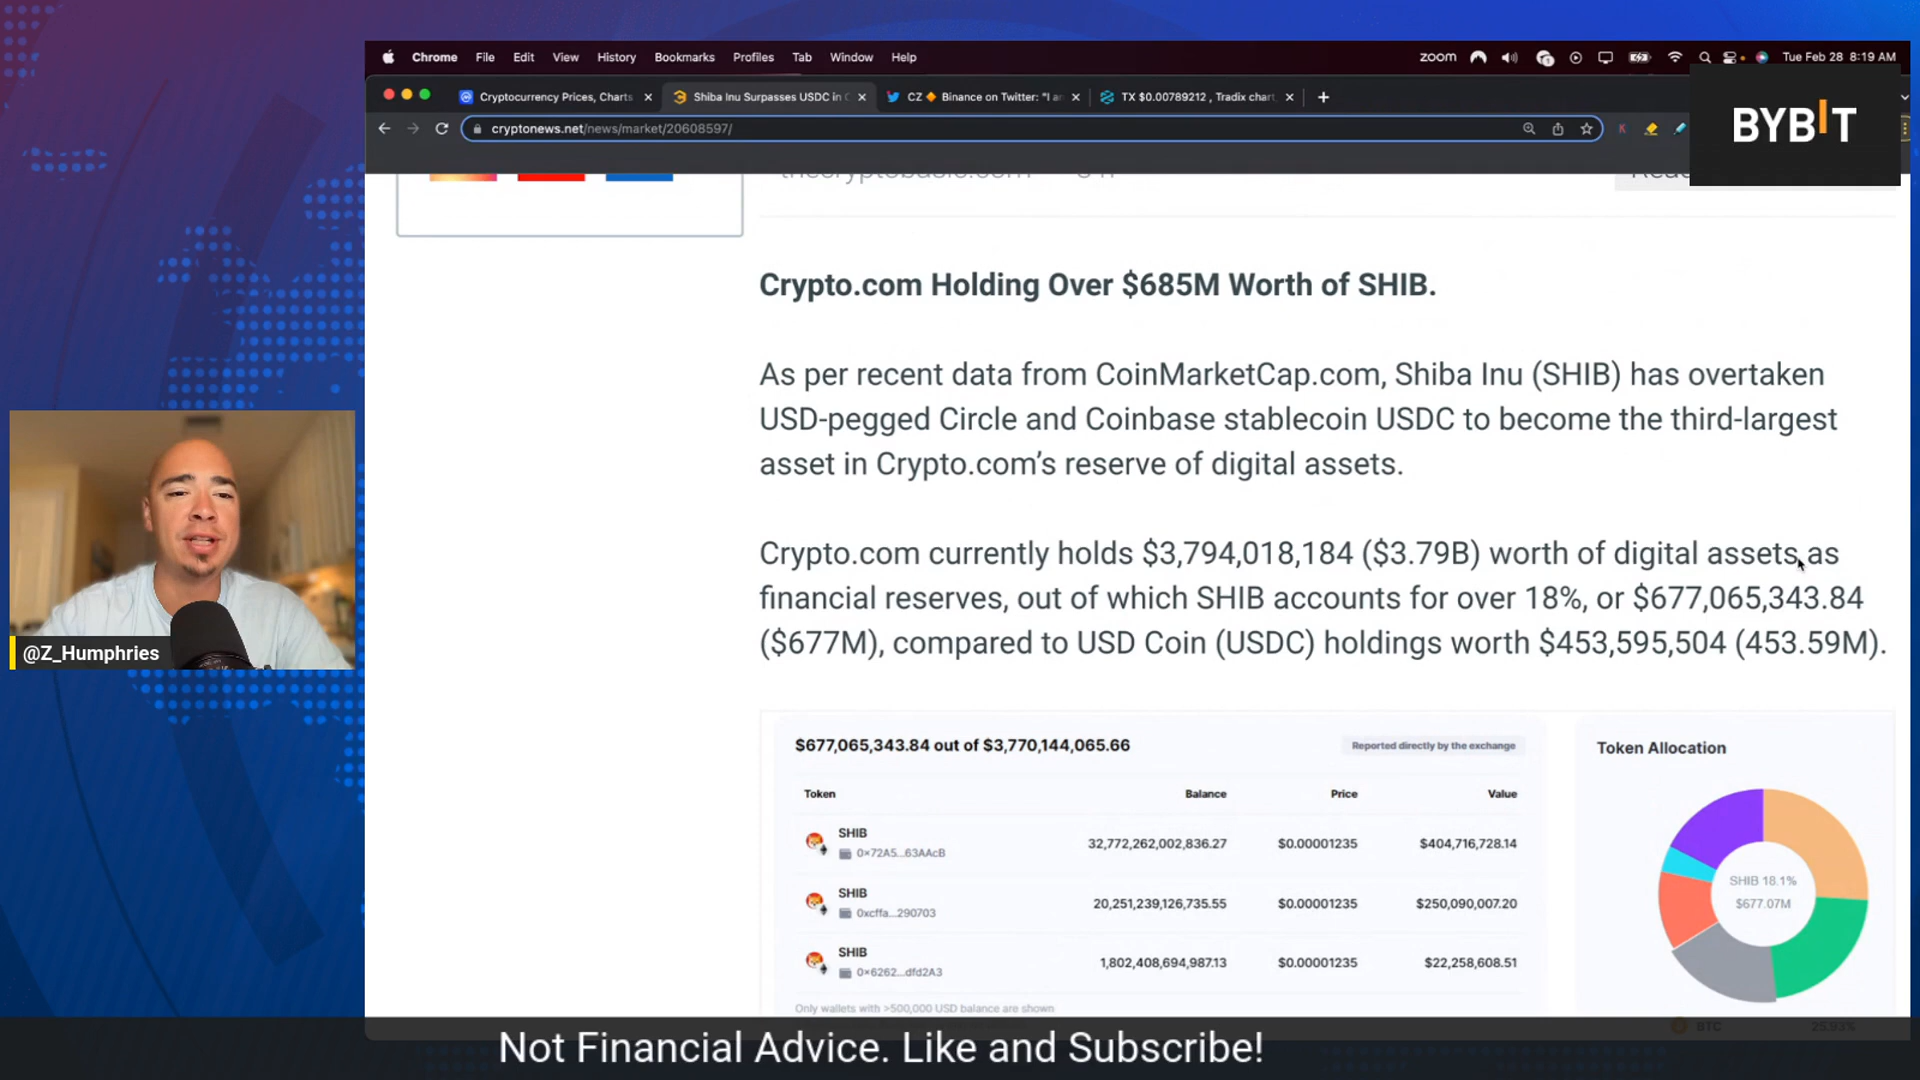 Chrome File Edit View History Bookmarks Profiles Tab Window Help
zoom Tue Feb 28 8:19 AM
Cryptocurrency Prices, Charts
Shiba Inu Surpasses USDC in C
CZ 🔶 Binance on Twitter: "I a
TX $0.00789212 , Tradix chart
cryptonews.net/news/market/20608597/
BYBIT
Crypto.com Holding Over $685M Worth of SHIB.
As per recent data from CoinMarketCap.com, Shiba Inu (SHIB) has overtaken
USD-pegged Circle and Coinbase stablecoin USDC to become the third-largest
asset in Crypto.com’s reserve of digital assets.
Crypto.com currently holds $3,794,018,184 ($3.79B) worth of digital assets as
financial reserves, out of which SHIB accounts for over 18%, or $677,065,343.84
($677M), compared to USD Coin (USDC) holdings worth $453,595,504 (453.59M).
@Z_Humphries
$677,065,343.84 out of $3,770,144,065.66
Reported directly by the exchange
Token Balance Price Value
SHIB
0x72A5...63AAcB
32,772,262,002,836.27 $0.00001235 $404,716,728.14
SHIB
0xcffa...290703
20,251,239,126,735.55 $0.00001235 $250,090,007.20
SHIB
0x6262...dfd2A3
1,802,408,694,987.13 $0.00001235 $22,258,608.51
Only wallets with >500,000 USD balance are shown
Token Allocation
SHIB 18.1%
$677.07M
BTC 25.93%
Not Financial Advice. Like and Subscribe!